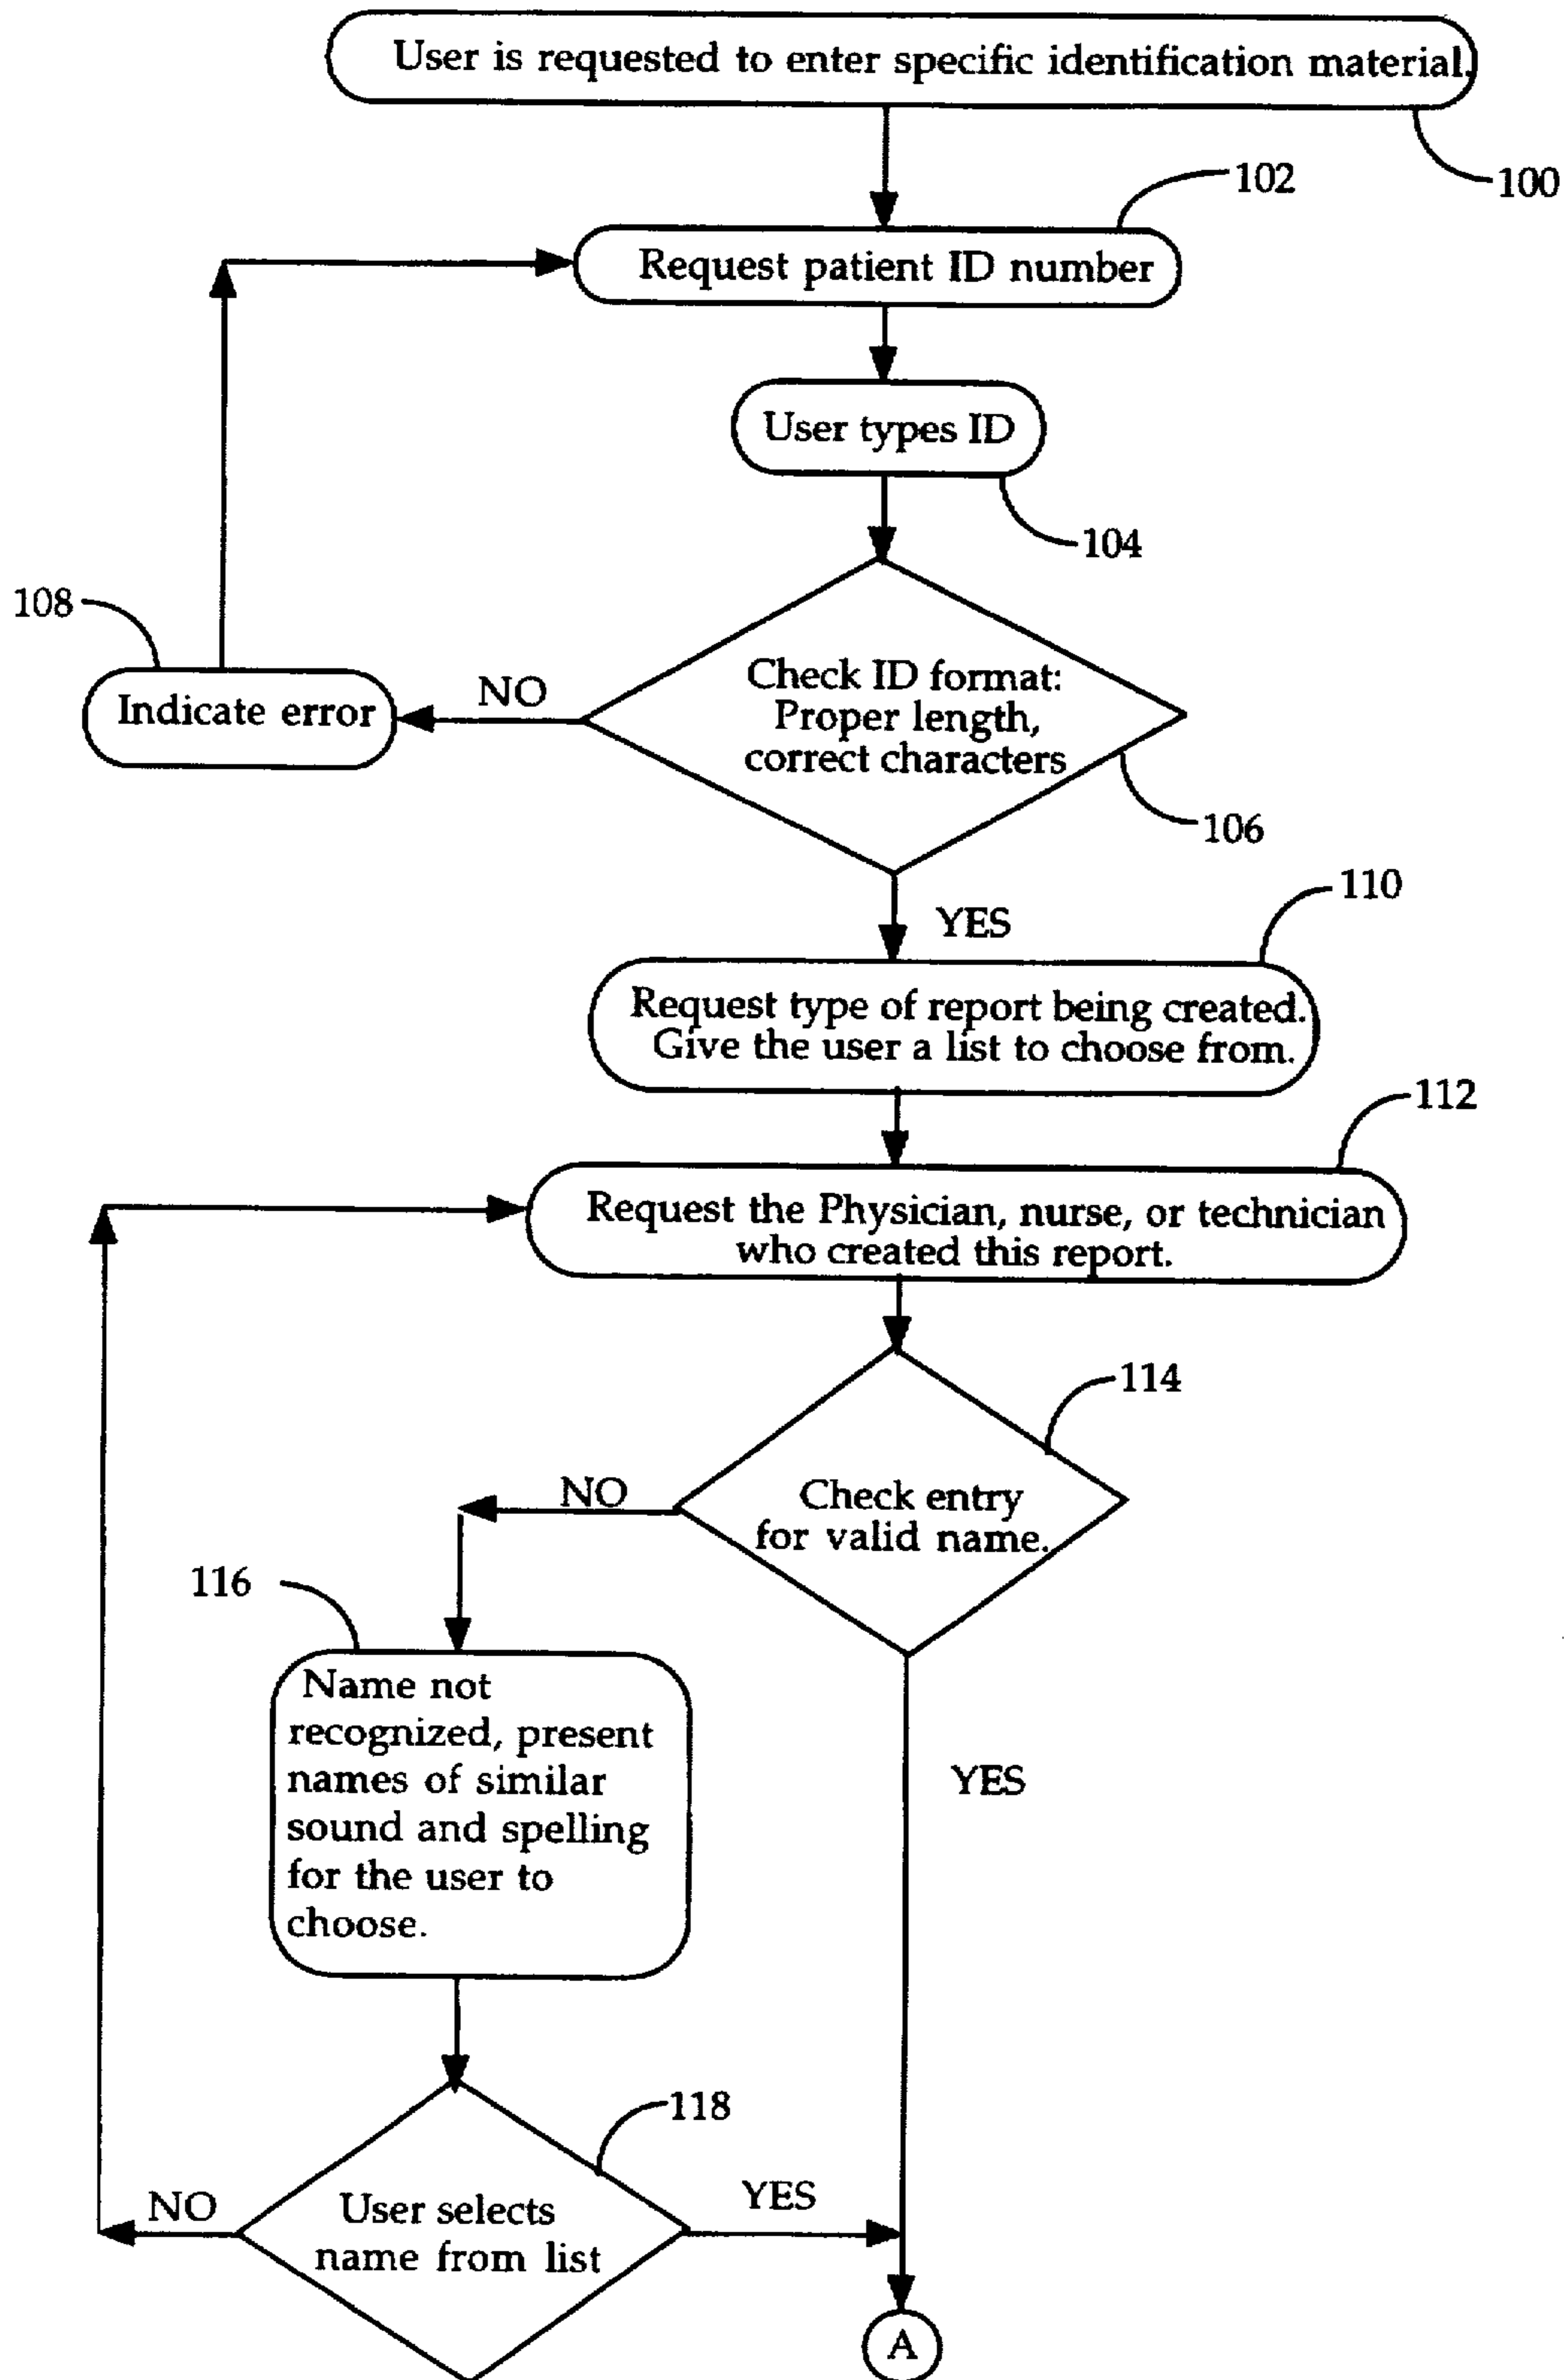 User is requested to enter specific identification material.
100
102
Request patient ID number
User types ID
104
108
Indicate error
NO
Check ID format:
Proper length,
correct characters
106
YES
110
Request type of report being created.
Give the user a list to choose from.
112
Request the Physician, nurse, or technician
who created this report.
114
NO
Check entry
for valid name.
116
Name not
recognized, present
names of similar
sound and spelling
for the user to
choose.
YES
118
NO
User selects
name from list
YES
A